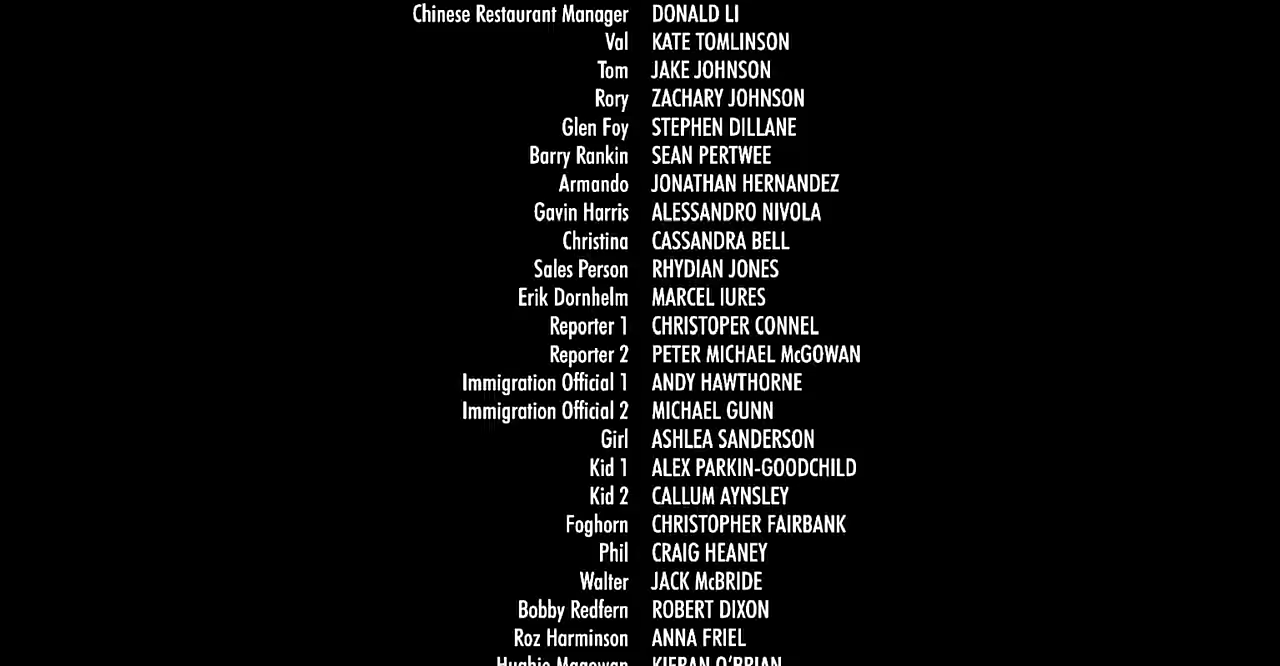 Chinese Restaurant Manager DONALD LI
Val KATE TOMLINSON
Tom JAKE JOHNSON
Rory ZACHARY JOHNSON
Glen Foy STEPHEN DILLANE
Barry Rankin SEAN PERTWEE
Armando JONATHAN HERNANDEZ
Gavin Harris ALESSANDRO NIVOLA
Christina CASSANDRA BELL
Sales Person RHYDIAN JONES
Erik Dornhelm MARCEL IURES
Reporter 1 CHRISTOPER CONNEL
Reporter 2 PETER MICHAEL McGOWAN
Immigration Official 1 ANDY HAWTHORNE
Immigration Official 2 MICHAEL GUNN
Girl ASHLEA SANDERSON
Kid 1 ALEX PARKIN-GOODCHILD
Kid 2 CALLUM AYNSLEY
Foghorn CHRISTOPHER FAIRBANK
Phil CRAIG HEANEY
Walter JACK McBRIDE
Bobby Redfern ROBERT DIXON
Roz Harminson ANNA FRIEL
Hughie Magowan KIERAN O'BRIAN